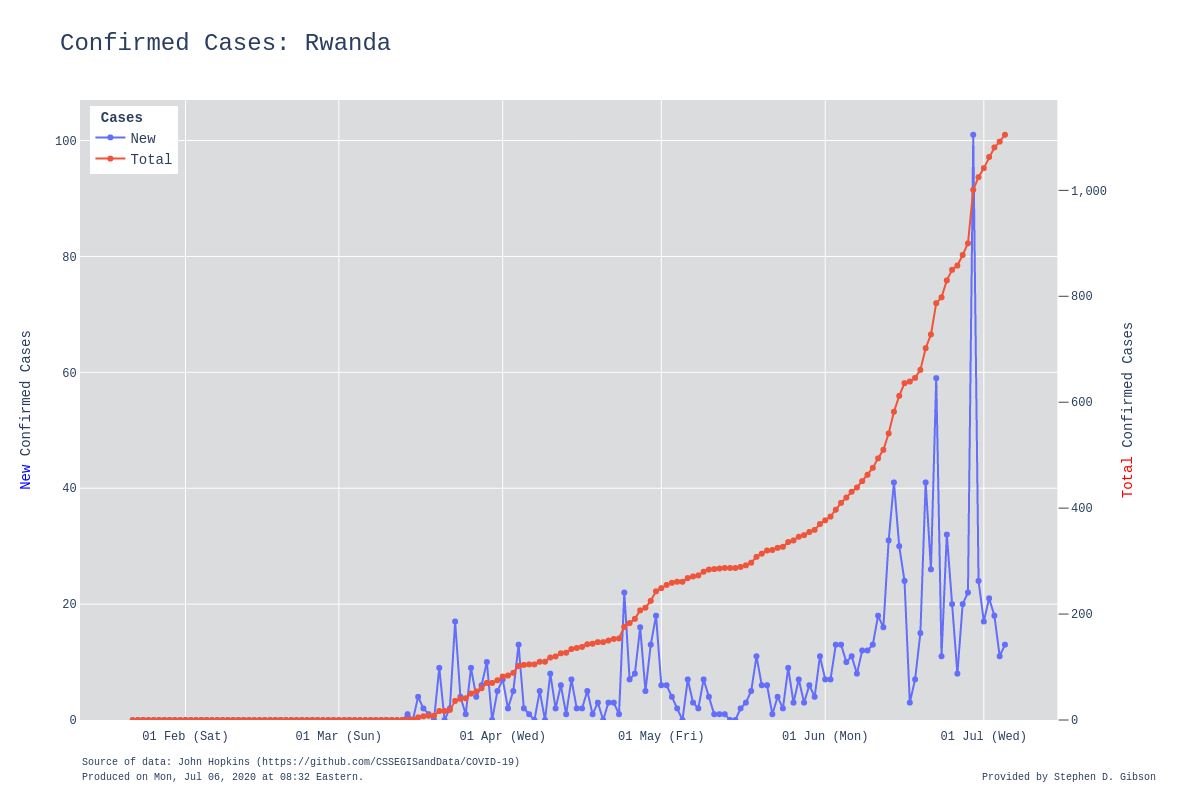 Confirmed Cases: Rwanda
Cases
New
Total
100
80
60
40
20
0
1,000
800
600
400
200
0
New Confirmed Cases
Total Confirmed Cases
01 Feb (Sat)
01 Mar (Sun)
01 Apr (Wed)
01 May (Fri)
01 Jun (Mon)
01 Jul (Wed)
Source of data: John Hopkins (https://github.com/CSSEGISandData/COVID-19)
Produced on Mon, Jul 06, 2020 at 08:32 Eastern.
Provided by Stephen D. Gibson